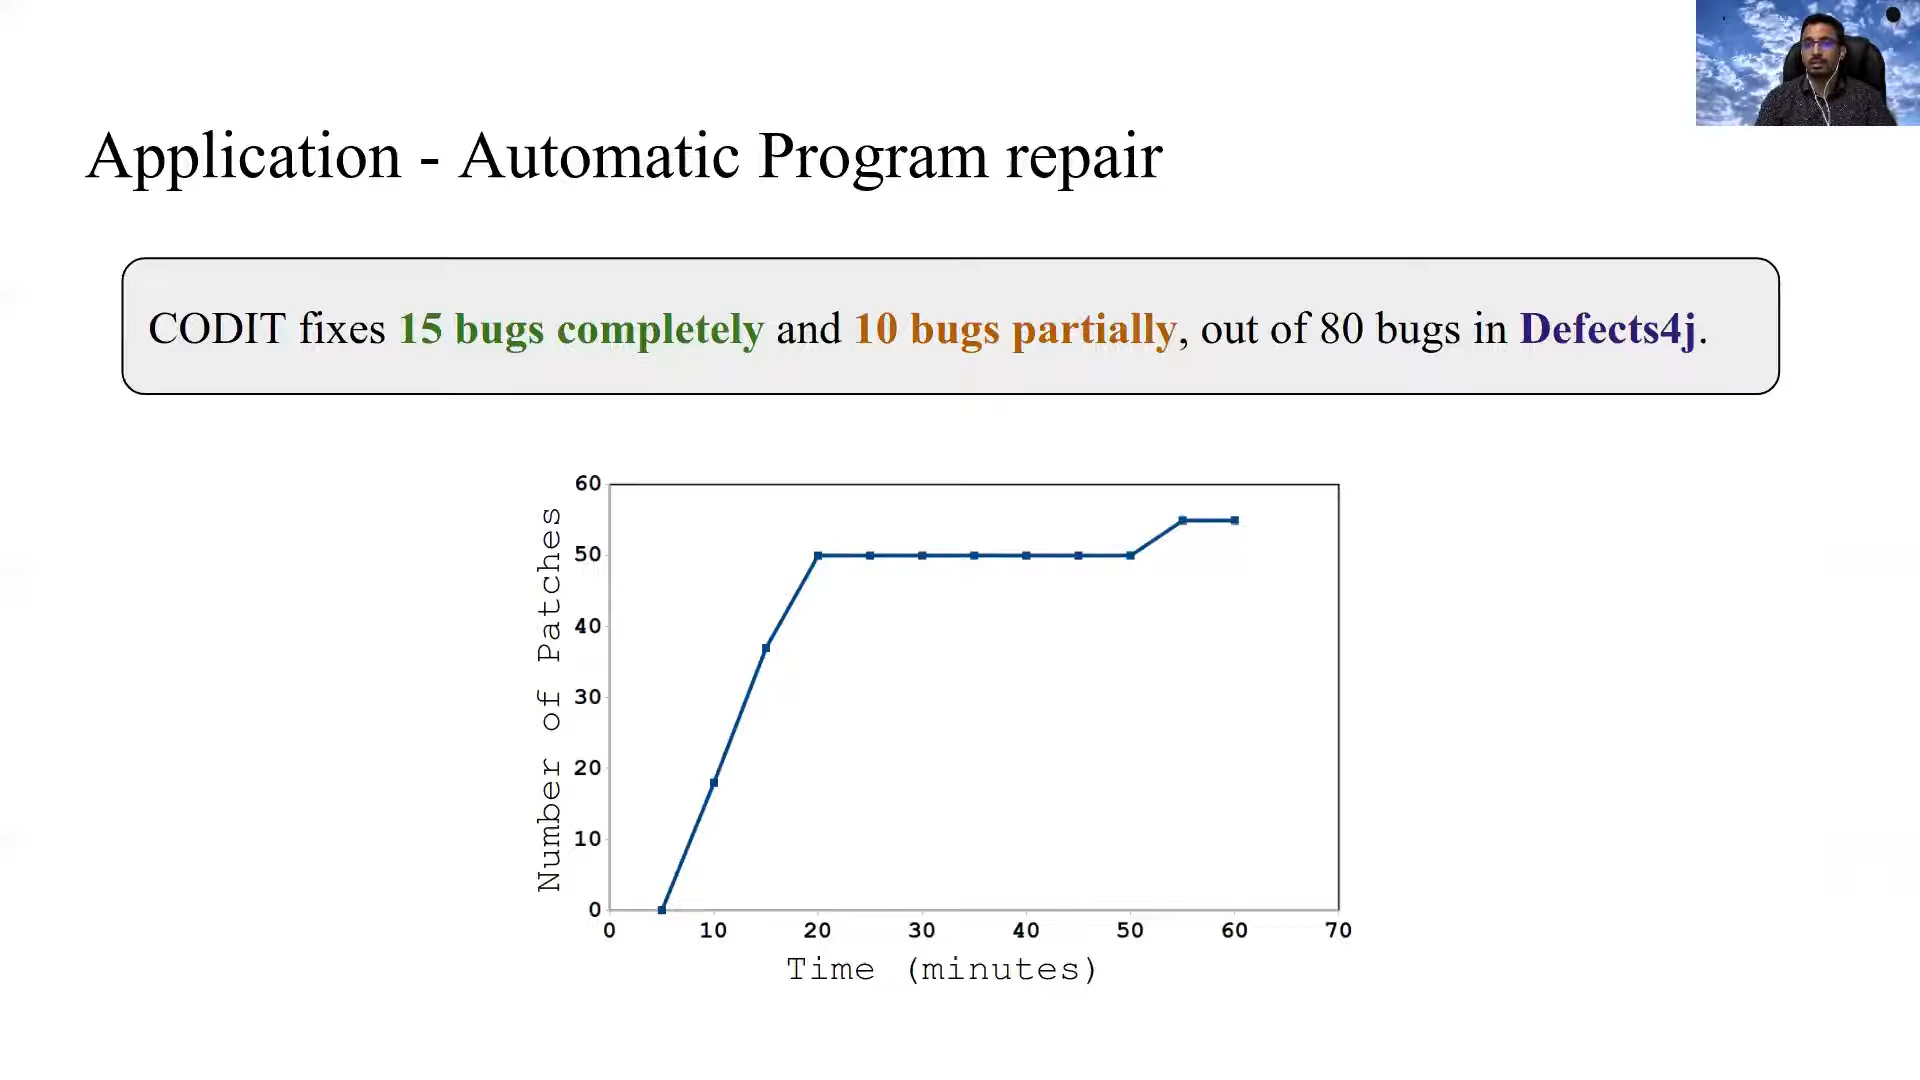 Application - Automatic Program repair
CODIT fixes 15 bugs completely and 10 bugs partially, out of 80 bugs in Defects4j.
60
50
40
30
20
10
0
Number of Patches
0 10 20 30 40 50 60 70
Time (minutes)